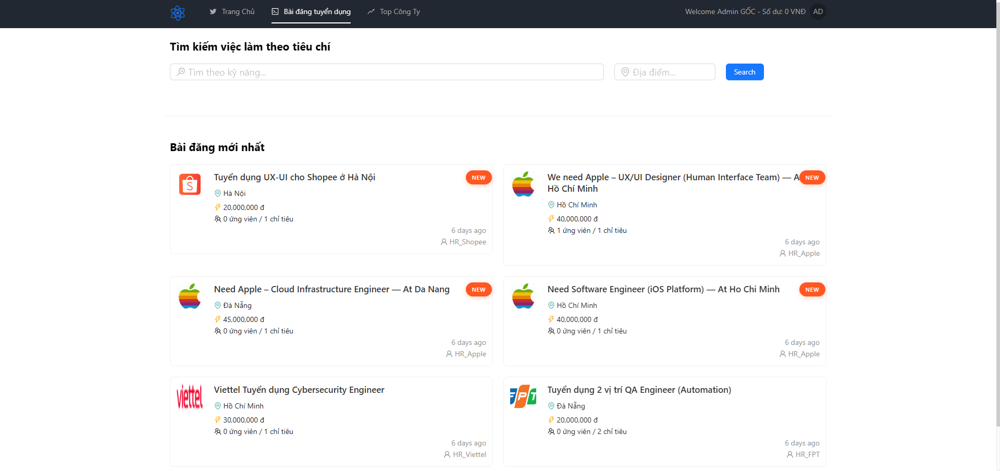 Trang Chủ
Bài đăng tuyển dụng
Top Công Ty
Welcome Admin GỐC - Số dư: 0 VNĐ
AD
Tìm kiếm việc làm theo tiêu chí
Tìm theo kỹ năng...
Địa điểm...
Search
Bài đăng mới nhất
S
Tuyển dụng UX-UI cho Shopee ở Hà Nội
NEW
Hà Nội
20,000,000 đ
0 ứng viên / 1 chỉ tiêu
6 days ago
HR_Shopee
We need Apple – UX/UI Designer (Human Interface Team) — A
NEW
Hồ Chí Minh
Hồ Chí Minh
40,000,000 đ
1 ứng viên / 1 chỉ tiêu
6 days ago
HR_Apple
Need Apple – Cloud Infrastructure Engineer — At Da Nang
NEW
Đà Nẵng
45,000,000 đ
0 ứng viên / 1 chỉ tiêu
6 days ago
HR_Apple
Need Software Engineer (iOS Platform) — At Ho Chi Minh
NEW
Hồ Chí Minh
40,000,000 đ
0 ứng viên / 1 chỉ tiêu
6 days ago
HR_Apple
viettel
Viettel Tuyển dụng Cybersecurity Engineer
Hồ Chí Minh
30,000,000 đ
0 ứng viên / 1 chỉ tiêu
6 days ago
HR_Viettel
FPT
Tuyển dụng 2 vị trí QA Engineer (Automation)
Đà Nẵng
20,000,000 đ
0 ứng viên / 2 chỉ tiêu
6 days ago
HR_FPT